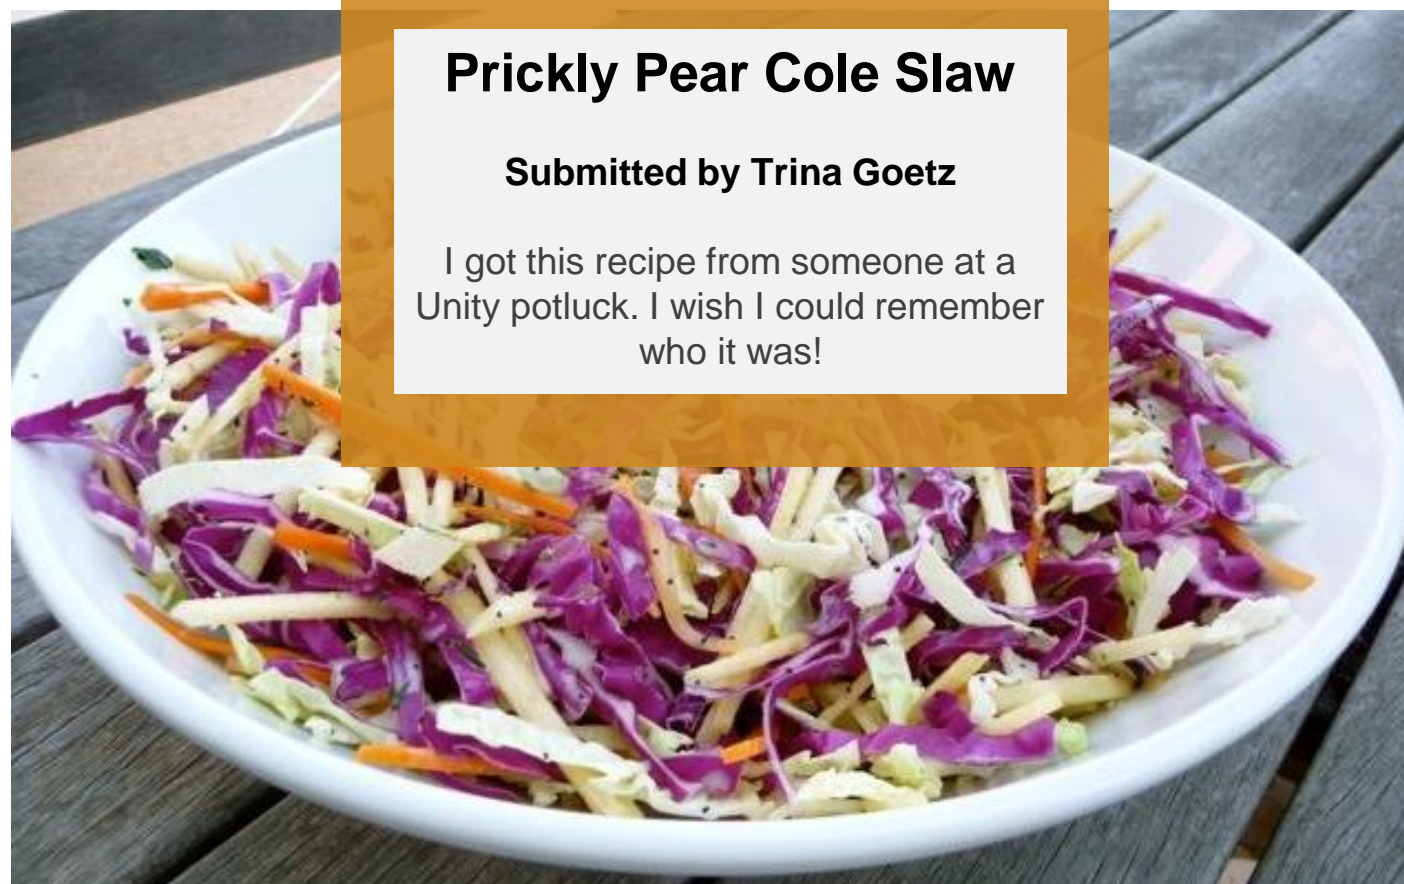 Prickly Pear Cole Slaw
Submitted by Trina Goetz
I got this recipe from someone at a
Unity potluck. I wish I could remember
who it was!